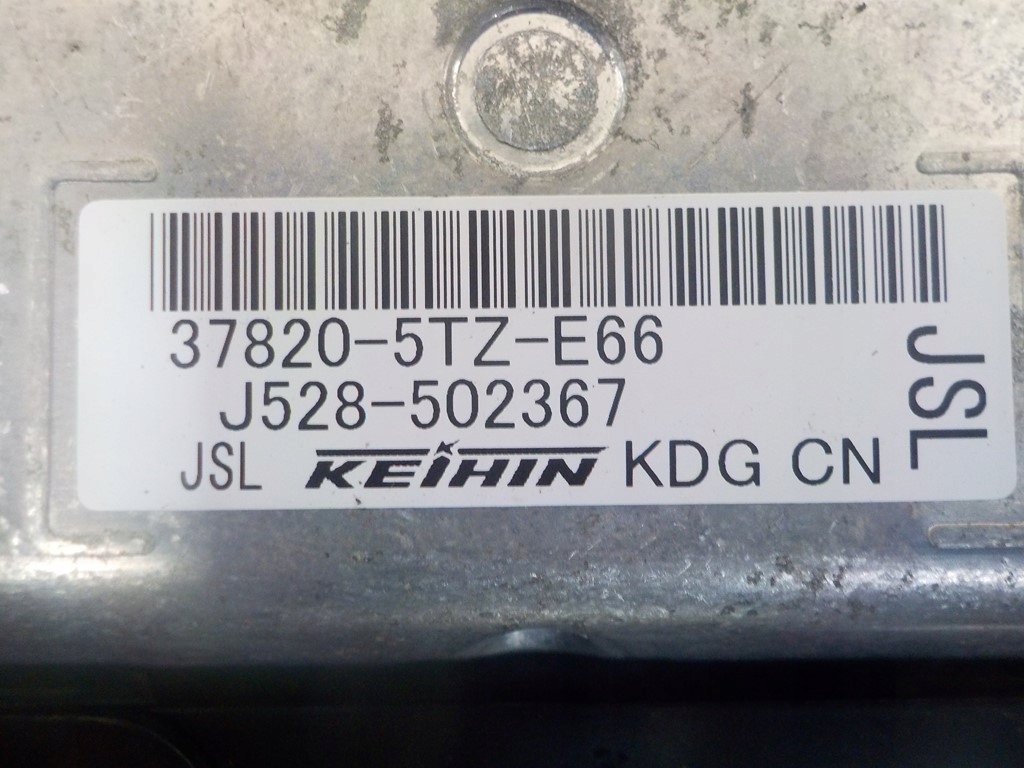 37820-5TZ-E66
J528-502367
JSL KEIHIN KDG CN
JSL